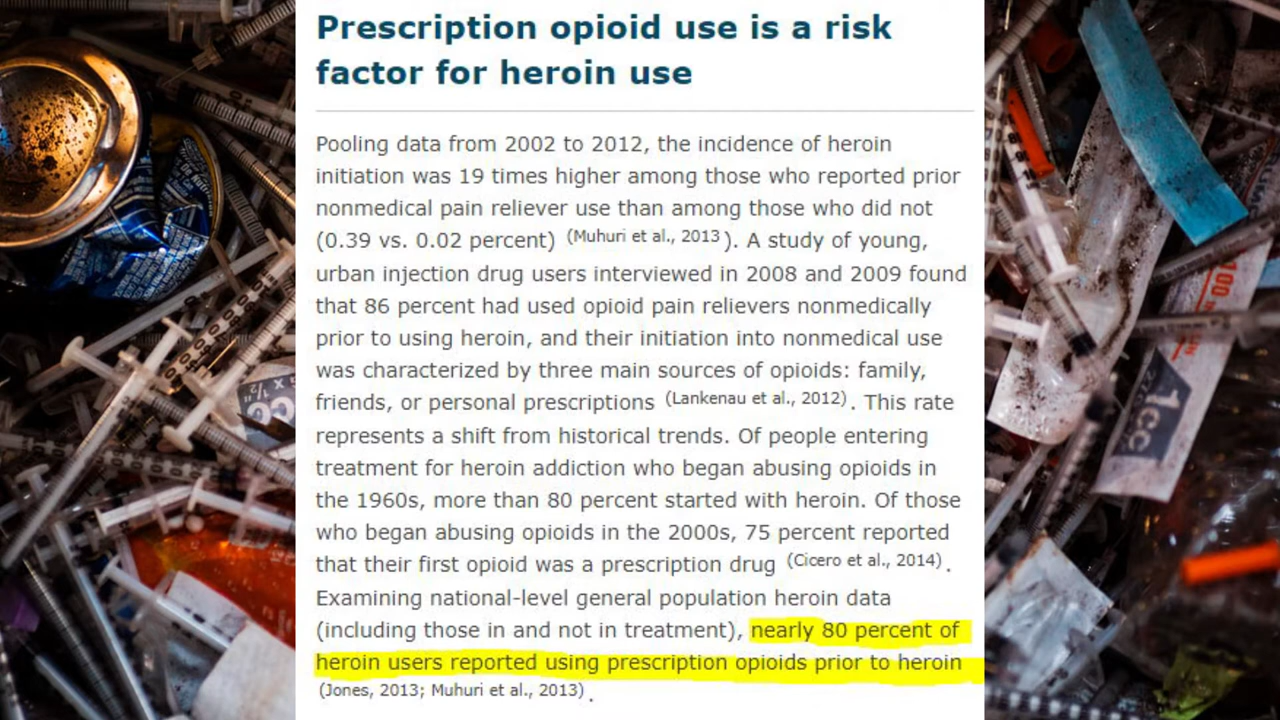 Prescription opioid use is a risk
factor for heroin use
Pooling data from 2002 to 2012, the incidence of heroin
initiation was 19 times higher among those who reported prior
nonmedical pain reliever use than among those who did not
(0.39 vs. 0.02 percent) (Muhuri et al., 2013 ). A study of young,
urban injection drug users interviewed in 2008 and 2009 found
that 86 percent had used opioid pain relievers nonmedically
prior to using heroin, and their initiation into nonmedical use
was characterized by three main sources of opioids: family,
friends, or personal prescriptions (Lankenau et al., 2012) . This rate
represents a shift from historical trends. Of people entering
treatment for heroin addiction who began abusing opioids in
the 1960s, more than 80 percent started with heroin. Of those
who began abusing opioids in the 2000s, 75 percent reported
that their first opioid was a prescription drug (Cicero et al., 2014) .
Examining national-level general population heroin data
(including those in and not in treatment), nearly 80 percent of
heroin users reported using prescription opioids prior to heroin
(Jones, 2013; Muhuri et al., 2013) .
100
1cc